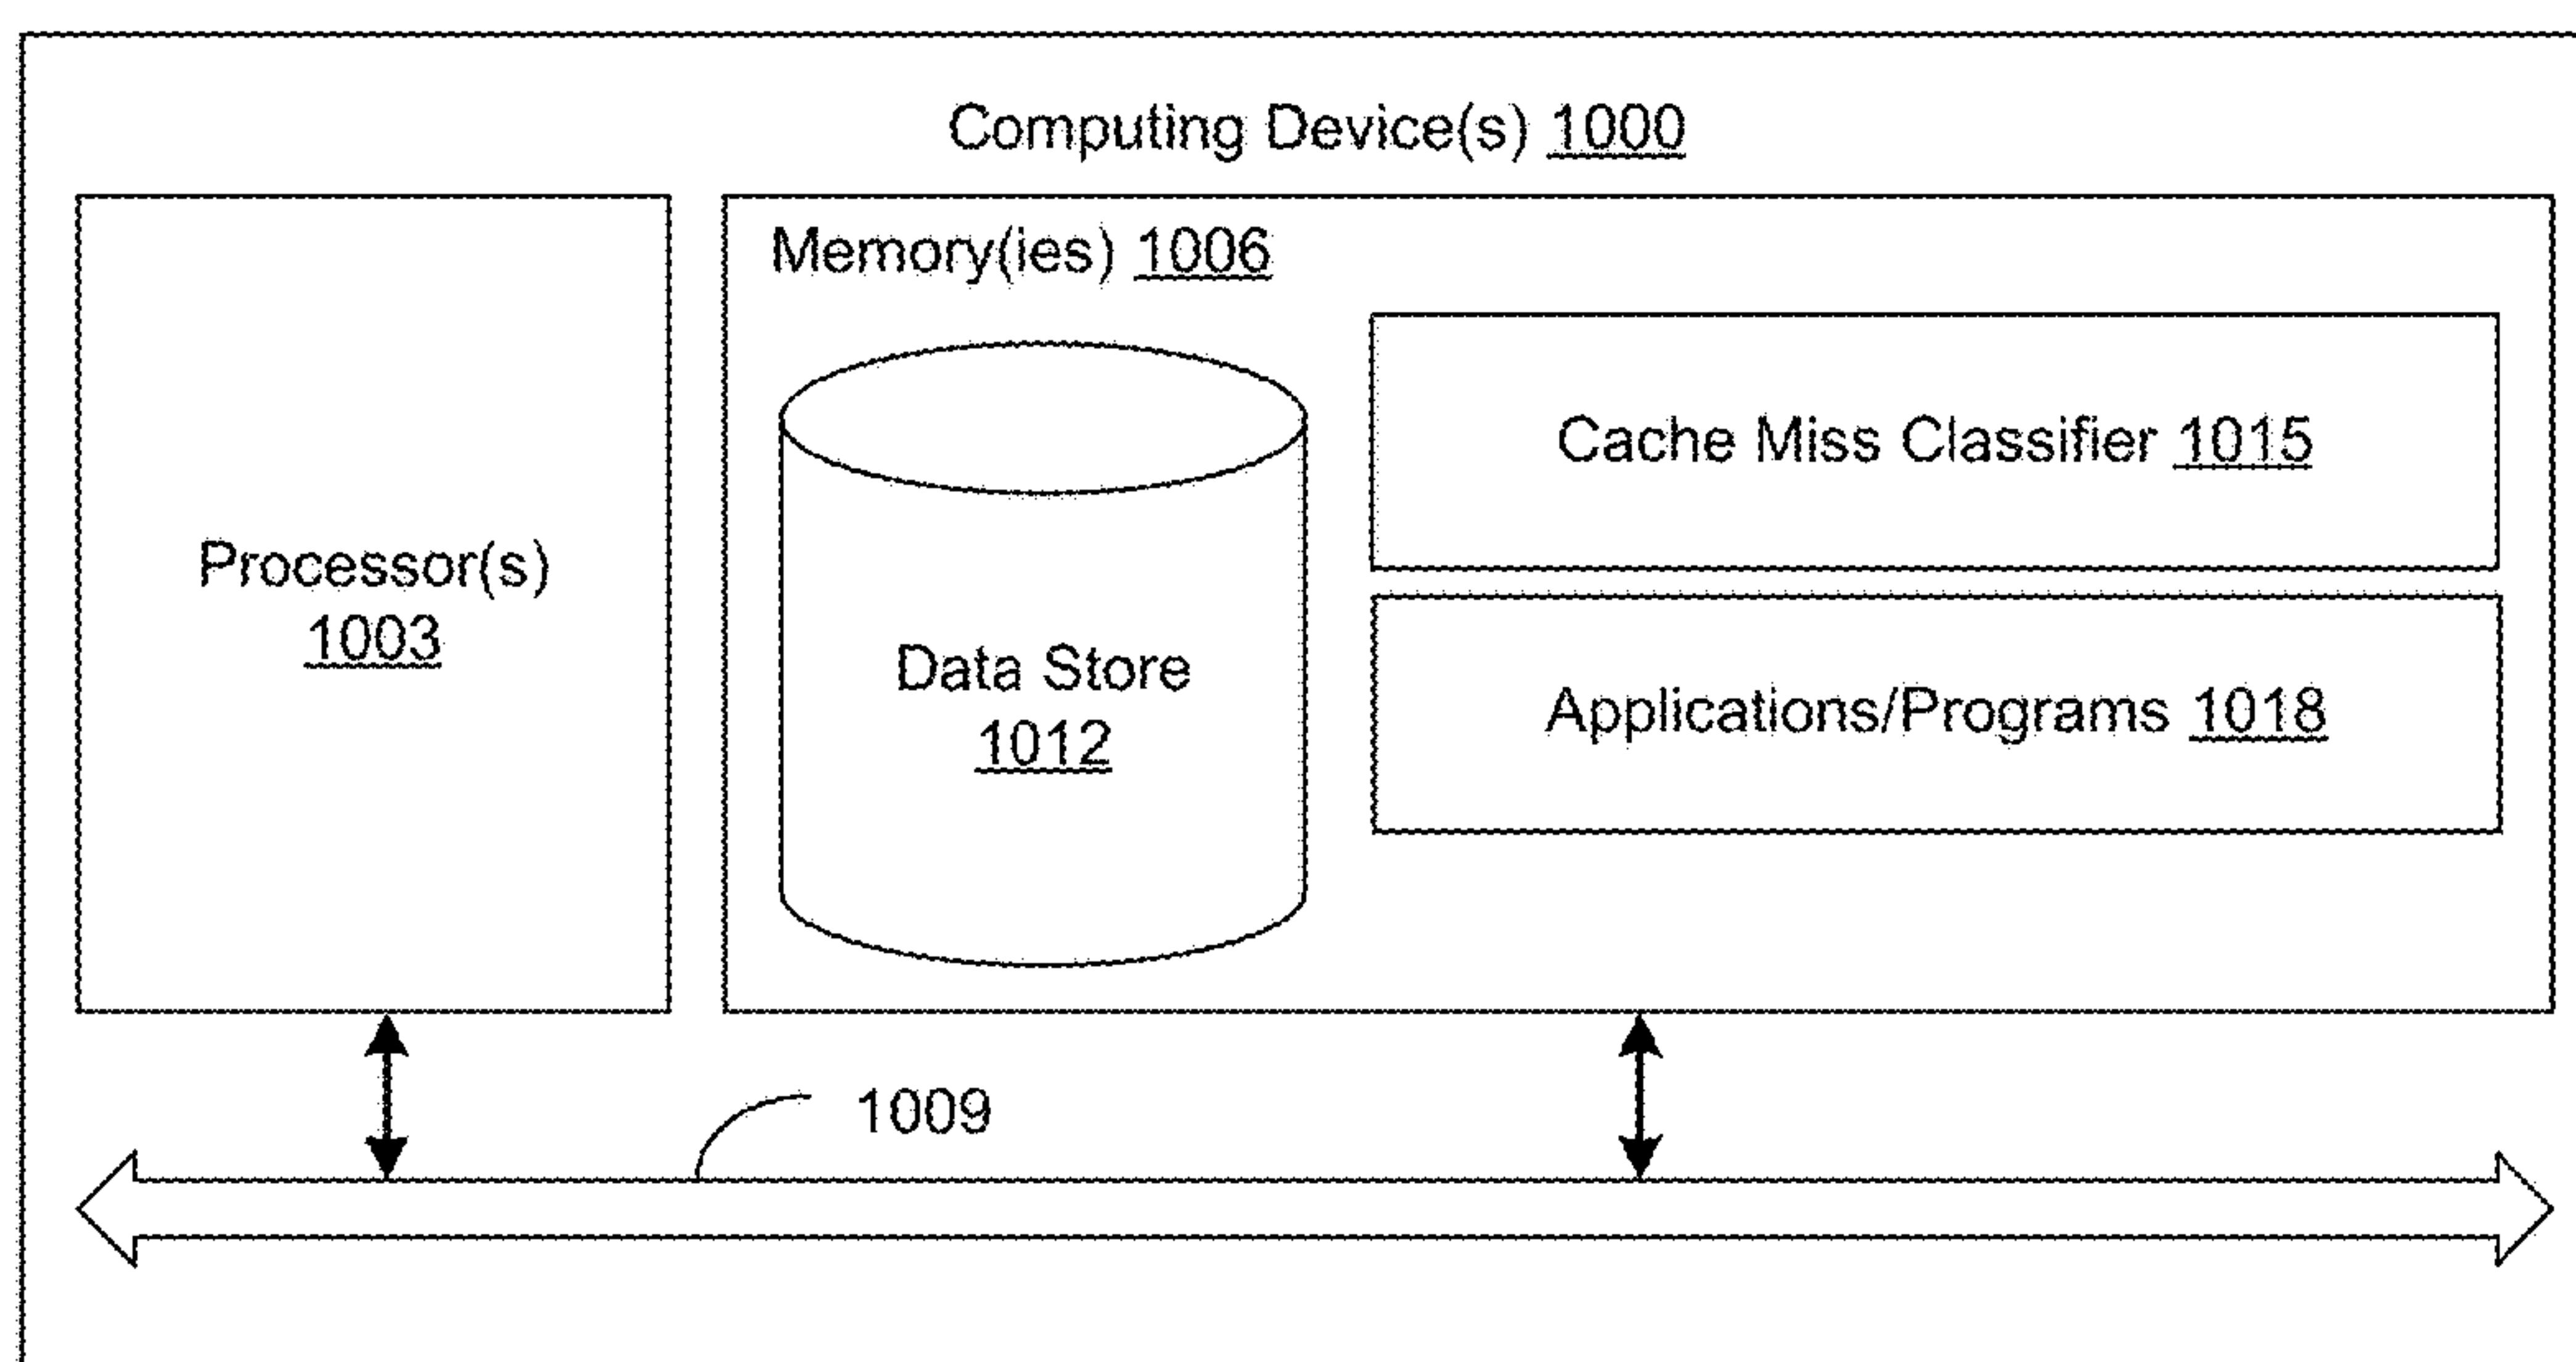 Computing Device(s) 1000
Memory(ies) 1006
Processor(s)
1003
Data Store
1012
Cache Miss Classifier 1015
Applications/Programs 1018
1009